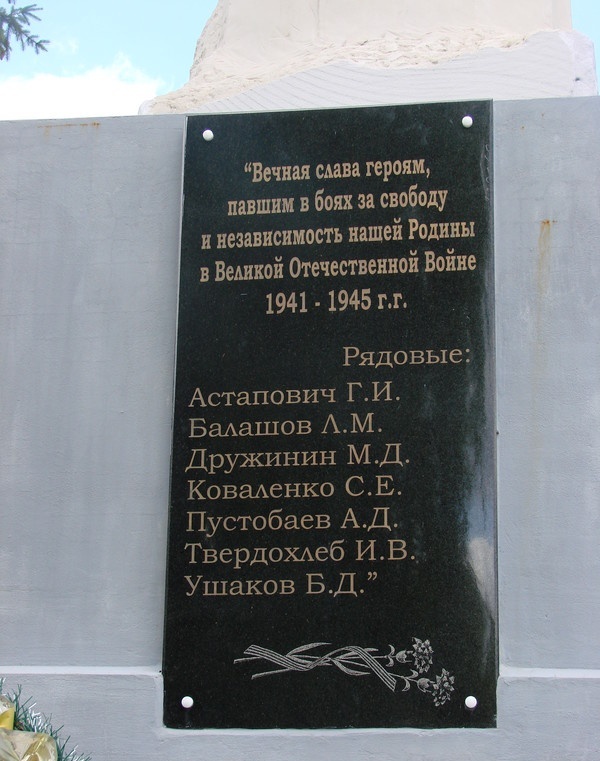 “Вечная слава героям,
павшим в боях за свободу
и независимость нашей Родины
в Великой Отечественной Войне
1941 - 1945 г.г.
Рядовые:
Астапович Г.И.
Балашов Л.М.
Дружинин М.Д.
Коваленко С.Е.
Пустобаев А.Д.
Твердохлеб И.В.
Ушаков Б.Д.”